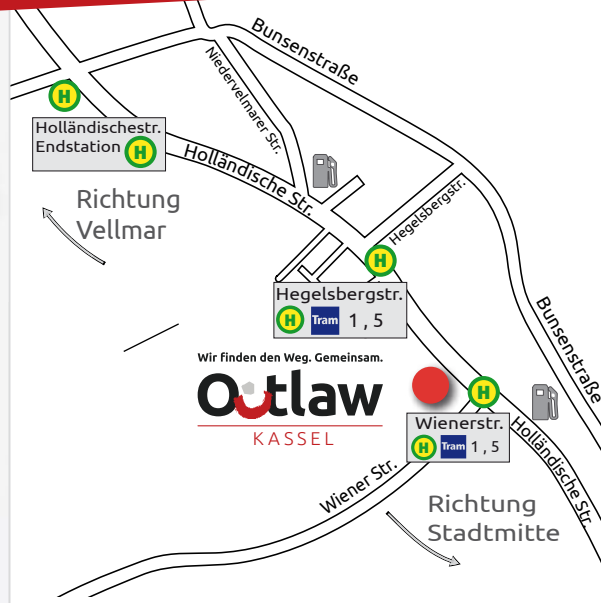 Bunsenstraße
Niedervelmarer Str.
H
Holländischestr.
Endstation H
Holländische Str.
Richtung
Vellmar
Hegelsbergstr.
H
Hegelsbergstr.
H Tram 1 , 5
Bunsenstraße
Wir finden den Weg. Gemeinsam.
Outlaw
KASSEL
H
Wienerstr.
H Tram 1 , 5
Holländische Str.
Wiener Str.
Richtung
Stadtmitte